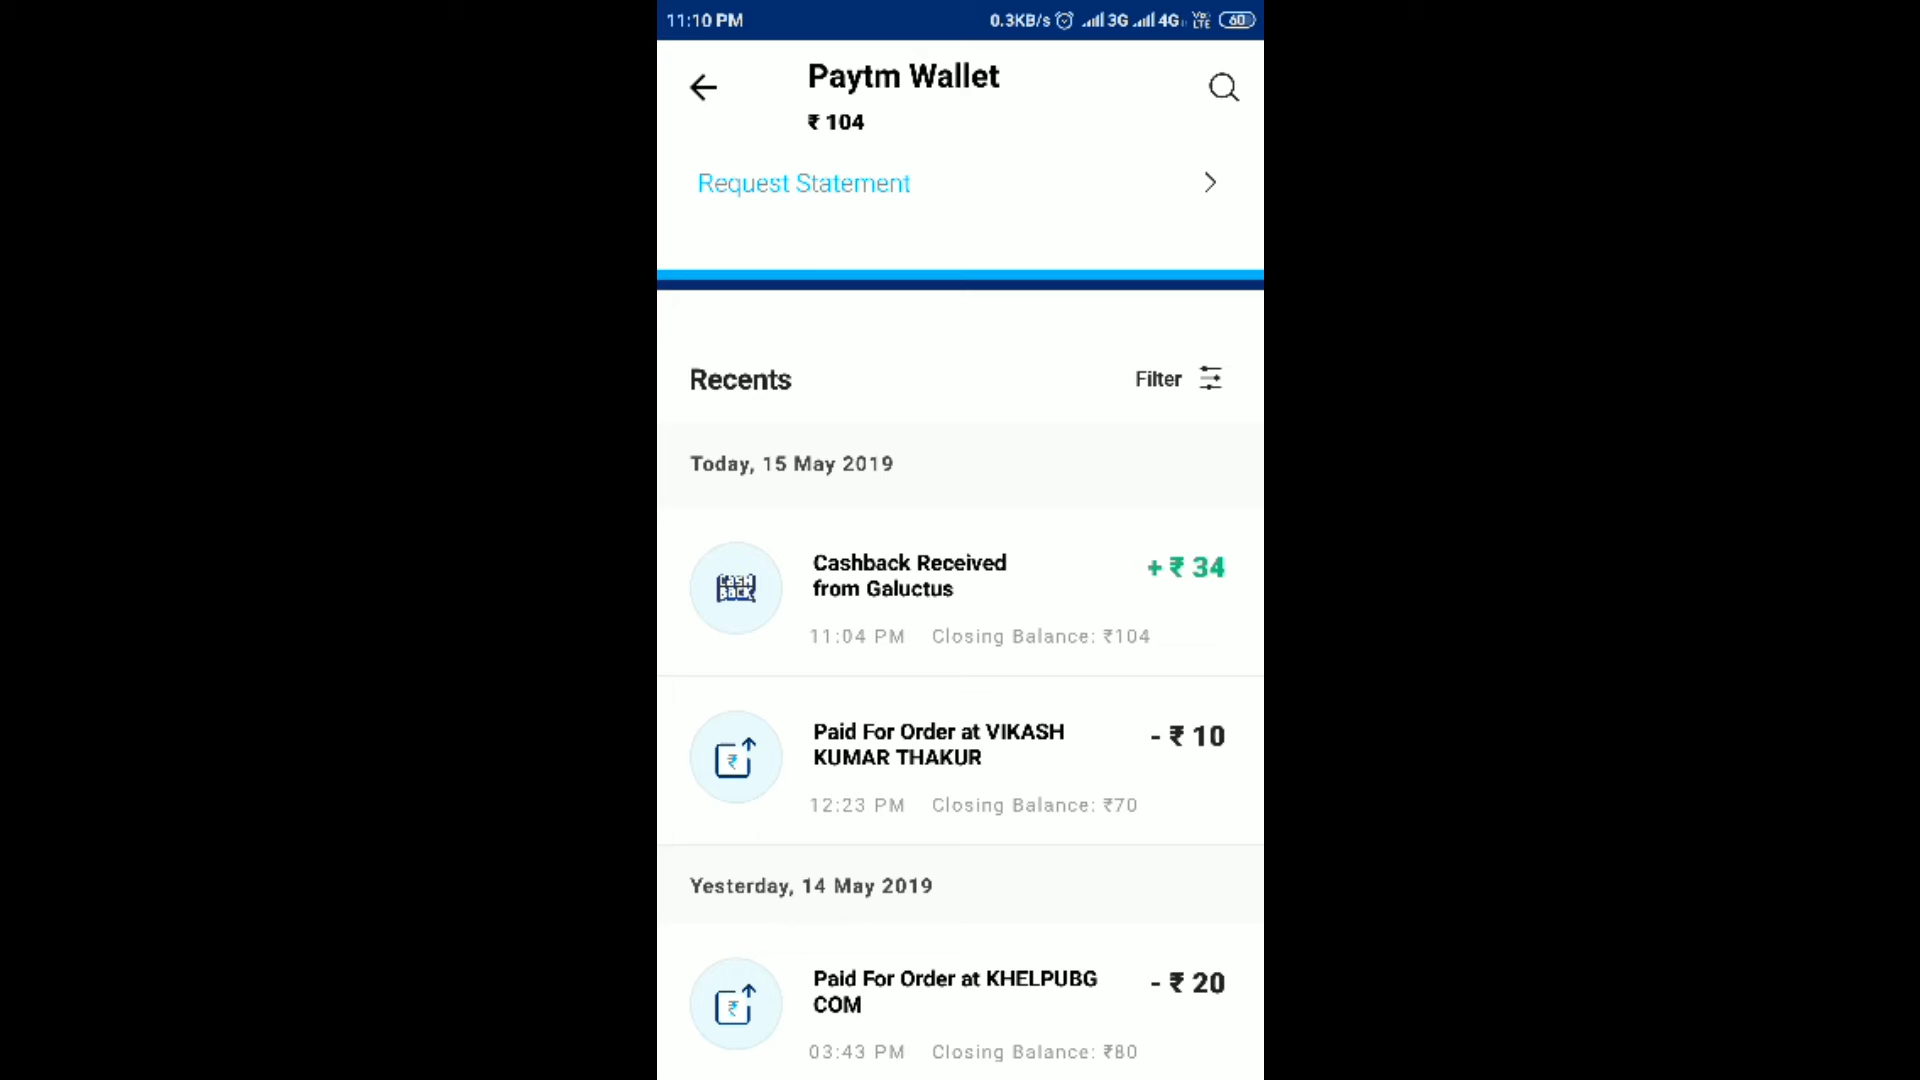 11:10 PM
0.3KB/s 3G 4G VoLTE 60
Paytm Wallet
₹ 104
Request Statement
Recents
Filter
Today, 15 May 2019
CASH
BACK
Cashback Received
from Galuctus
+ ₹ 34
11:04 PM Closing Balance: ₹104
Paid For Order at VIKASH
KUMAR THAKUR
- ₹ 10
₹
12:23 PM Closing Balance: ₹70
Yesterday, 14 May 2019
Paid For Order at KHELPUBG
COM
- ₹ 20
₹
03:43 PM Closing Balance: ₹80